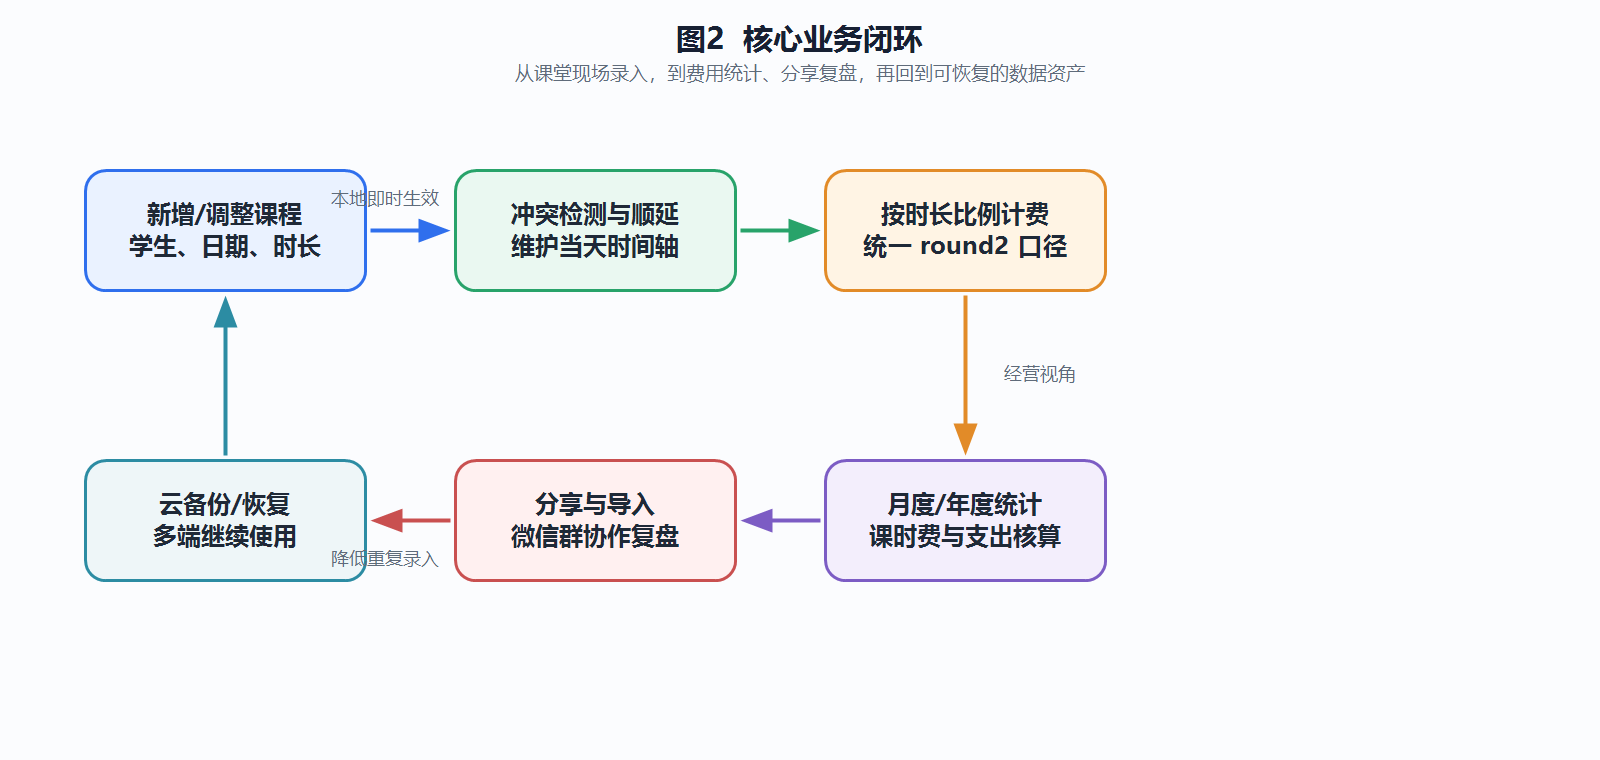 图2 核心业务闭环
从课堂现场录入，到费用统计、分享复盘，再回到可恢复的数据资产
新增/调整课程
学生、日期、时长
本地即时生效
冲突检测与顺延
维护当天时间轴
按时长比例计费
统一 round2 口径
经营视角
月度/年度统计
课时费与支出核算
分享与导入
微信群协作复盘
降低重复录入
云备份/恢复
多端继续使用